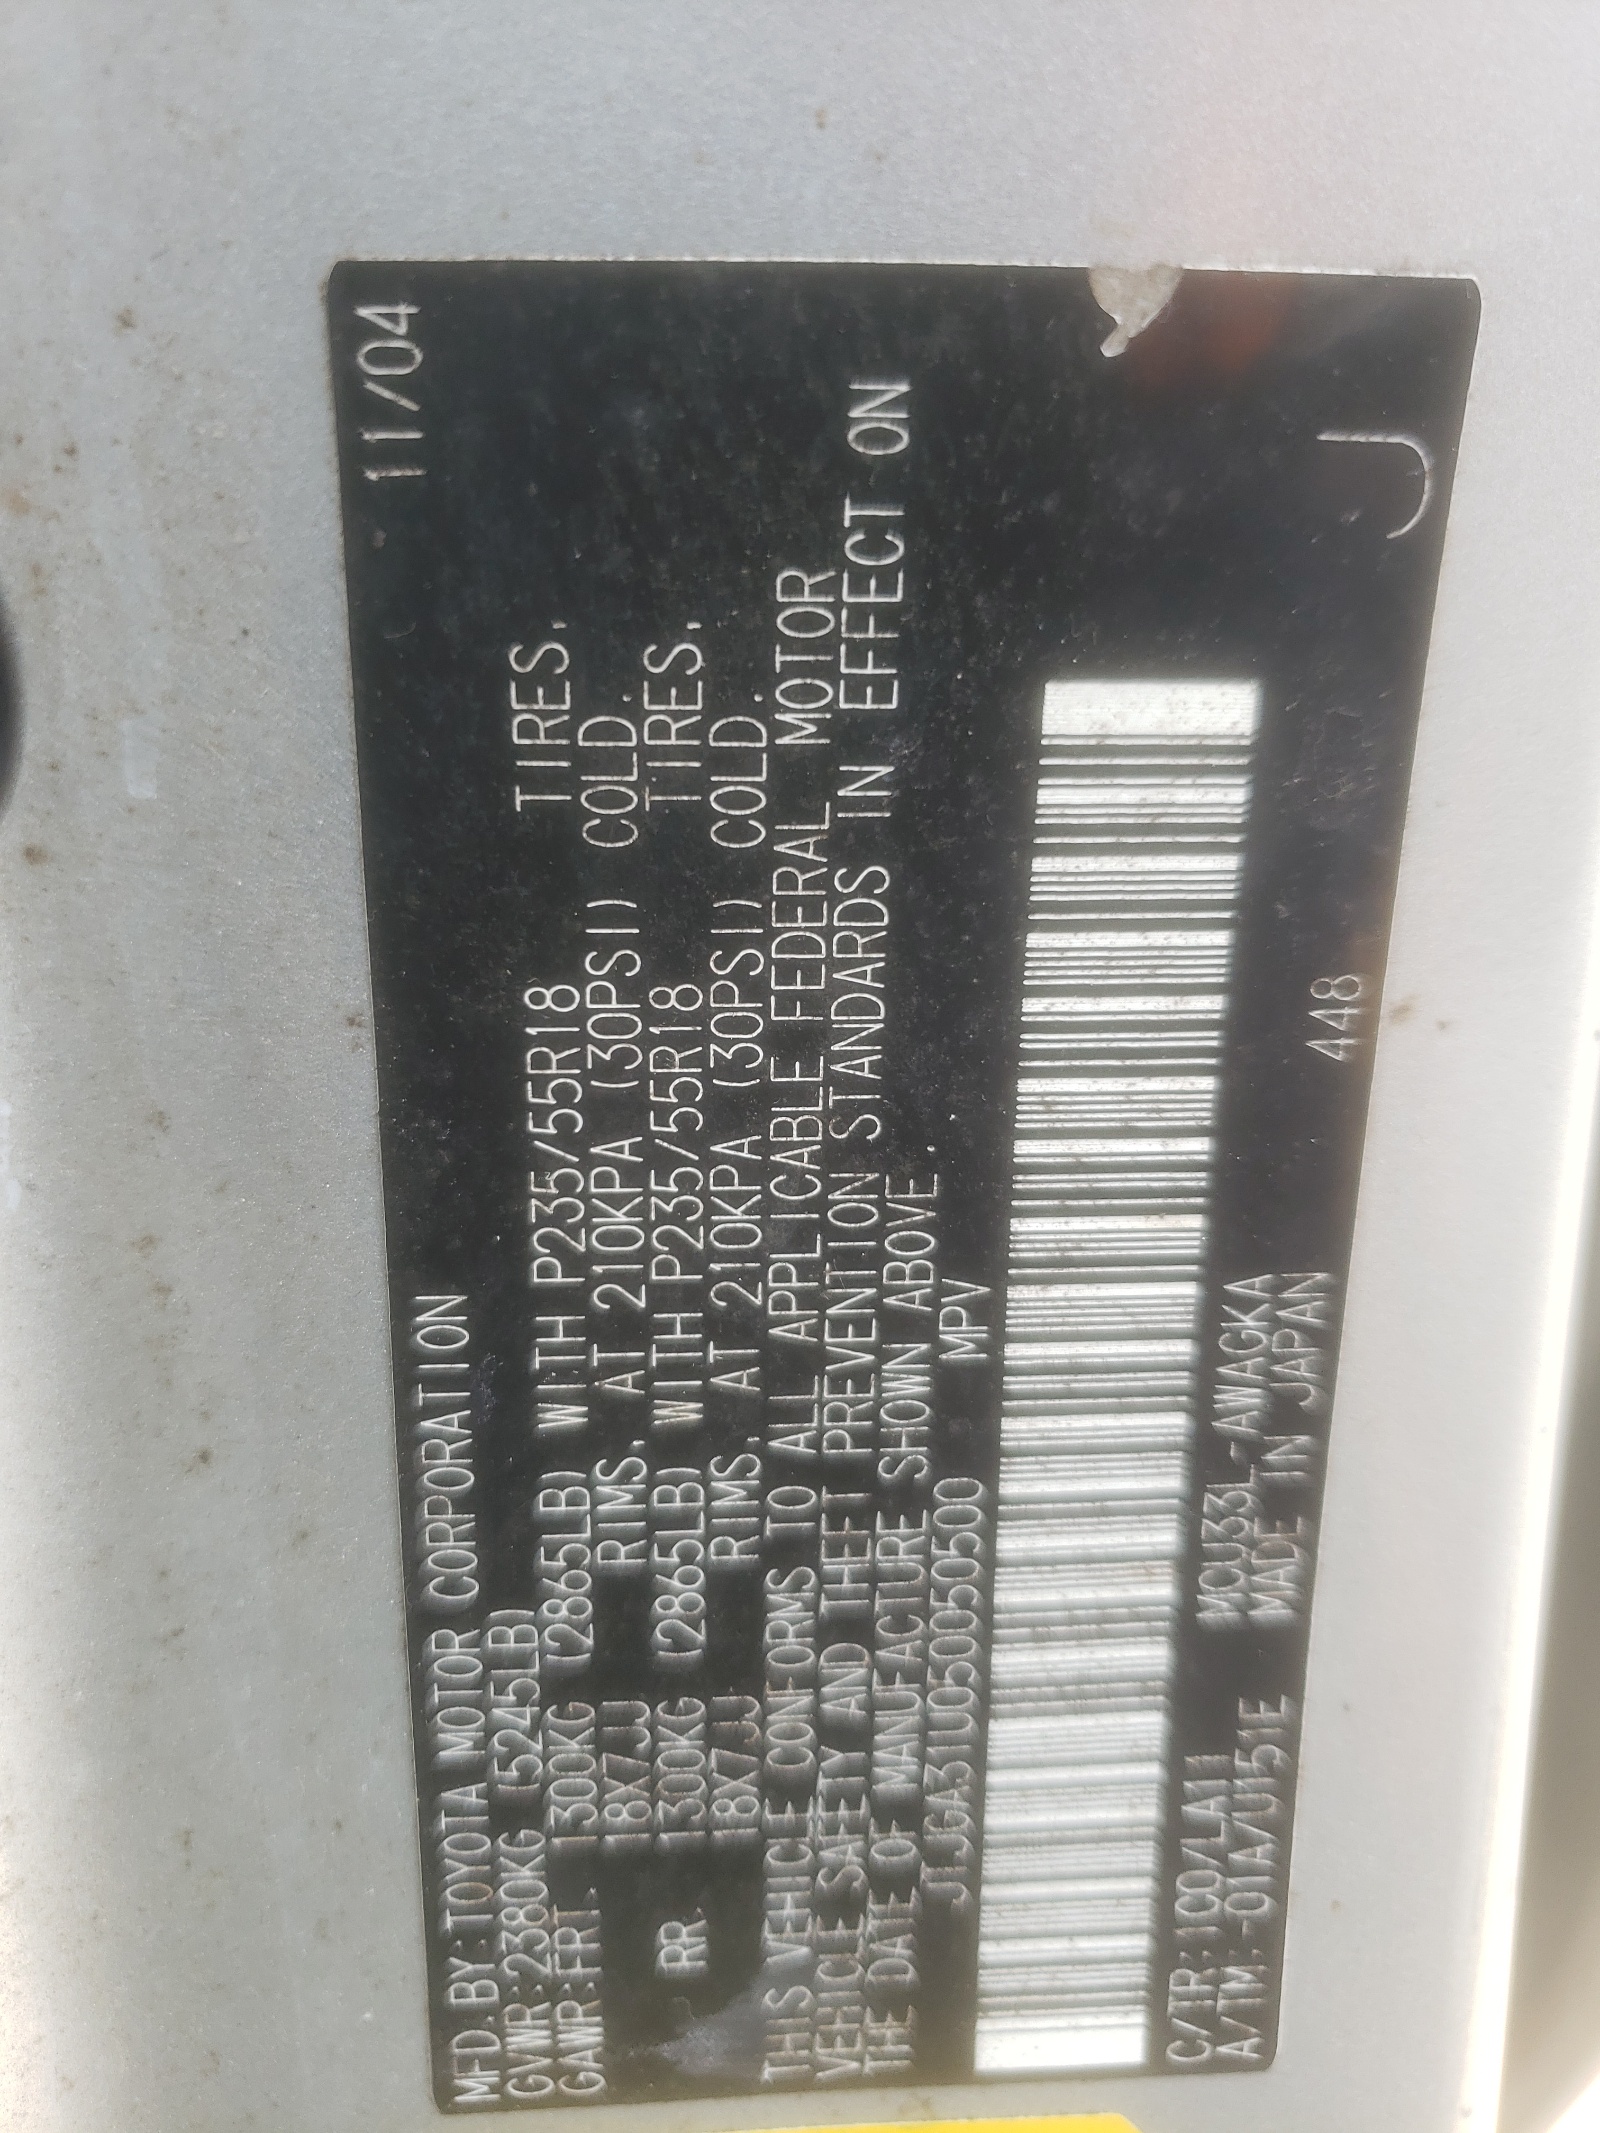 MFD.BY:TOYOTA MOTOR CORPORATION 11/04
GVWR:2380KG (5245LB)
GAWR:FRT. 1300KG (2865LB) WITH P235/55R18 TIRES,
18X7JJ RIMS, AT 210KPA (30PSI) COLD.
RR. 1300KG (2865LB) WITH P235/55R18 TIRES,
18X7JJ RIMS, AT 210KPA (30PSI) COLD.
THIS VEHICLE CONFORMS TO ALL APPLICABLE FEDERAL MOTOR
VEHICLE SAFETY AND THEFT PREVENTION STANDARDS IN EFFECT ON
THE DATE OF MANUFACTURE SHOWN ABOVE.
JTJGA31U050050500 MPV
C/TR:1C0/LA11 MCU33L-AWAGKA
A/TM:-01A/U151E MADE IN JAPAN 448 J